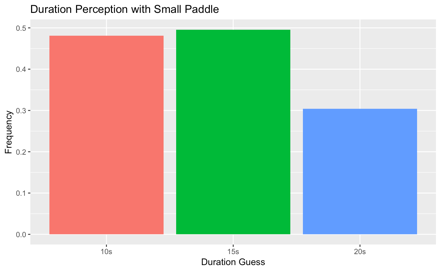 Duration Perception with Small Paddle
0.5
0.4
0.3
0.2
0.1
0.0
Frequency
10s 15s 20s
Duration Guess